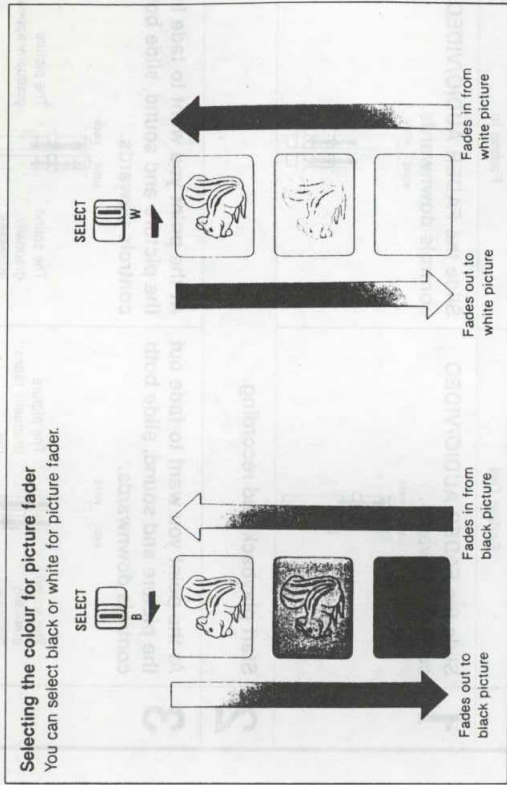 Selecting the colour for picture fader
You can select black or white for picture fader.
SELECT
B
Fades out to
black picture
Fades in from
black picture
SELECT
W
Fades out to
white picture
Fades in from
white picture